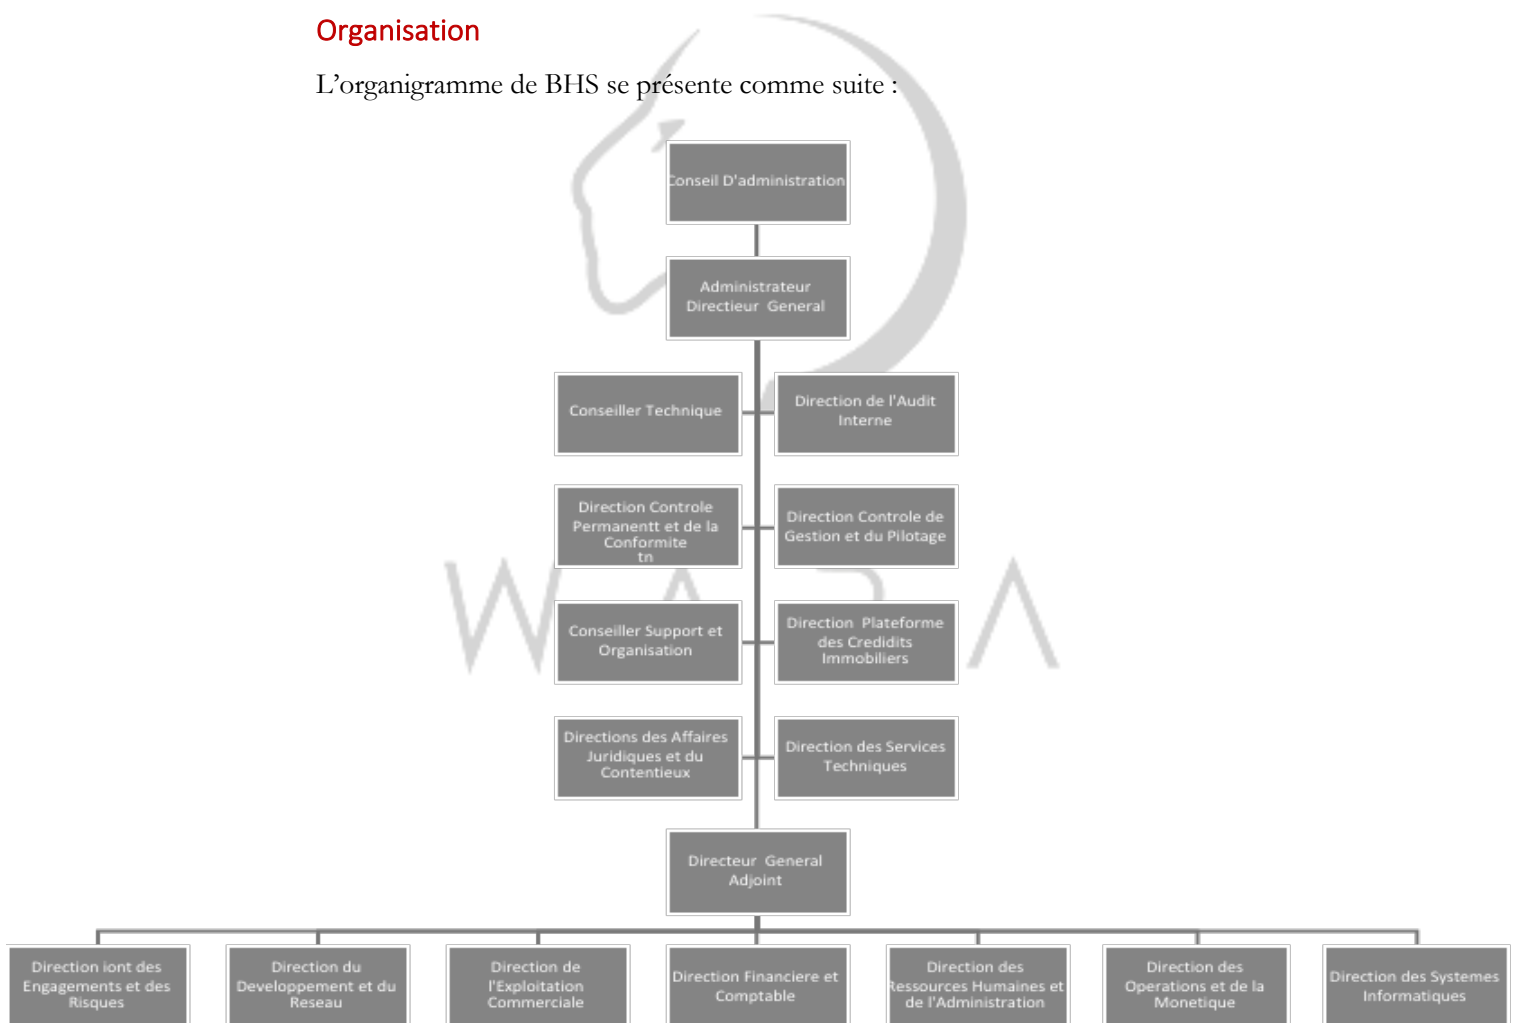 Organisation
L'organigramme de BHS se présente comme suite :
Conseil D'administration
Administrateur
Directieur General
Conseiller Technique
Direction de l'Audit
Interne
Direction Controle
Permanentt et de la
Conformite
tn
Direction Controle de
Gestion et du Pilotage
Conseiller Support et
Organisation
Direction Plateforme
des Credidits
Immobiliers
Directions des Affaires
Juridiques et du
Contentieux
Direction des Services
Techniques
Directeur General
Adjoint
Direction iont des
Engagements et des
Risques
Direction du
Developpement et du
Reseau
Direction de
l'Exploitation
Commerciale
Direction Financiere et
Comptable
Direction des
Ressources Humaines et
de l'Administration
Direction des
Operations et de la
Monetique
Direction des Systemes
Informatiques